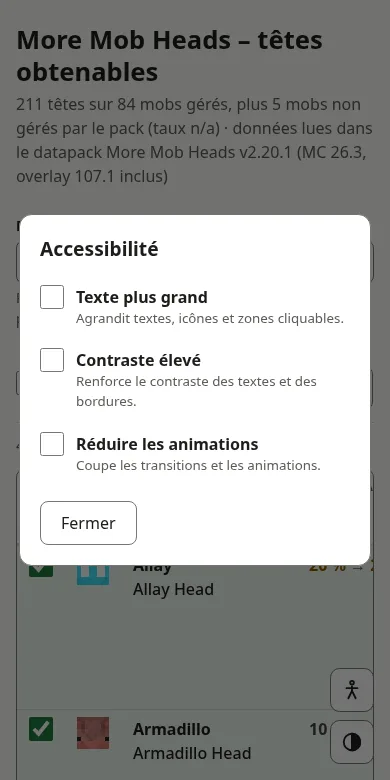 More Mob Heads – têtes
obtenables
211 têtes sur 84 mobs gérés, plus 5 mobs non
gérés par le pack (taux n/a) · données lues dans
le datapack More Mob Heads v2.20.1 (MC 26.3,
overlay 107.1 inclus)
Accessibilité
Texte plus grand
Agrandit textes, icônes et zones cliquables.
Contraste élevé
Renforce le contraste des textes et des
bordures.
Réduire les animations
Coupe les transitions et les animations.
Fermer
Allay 20 % →
Allay Head
Armadillo 10
Armadillo Head